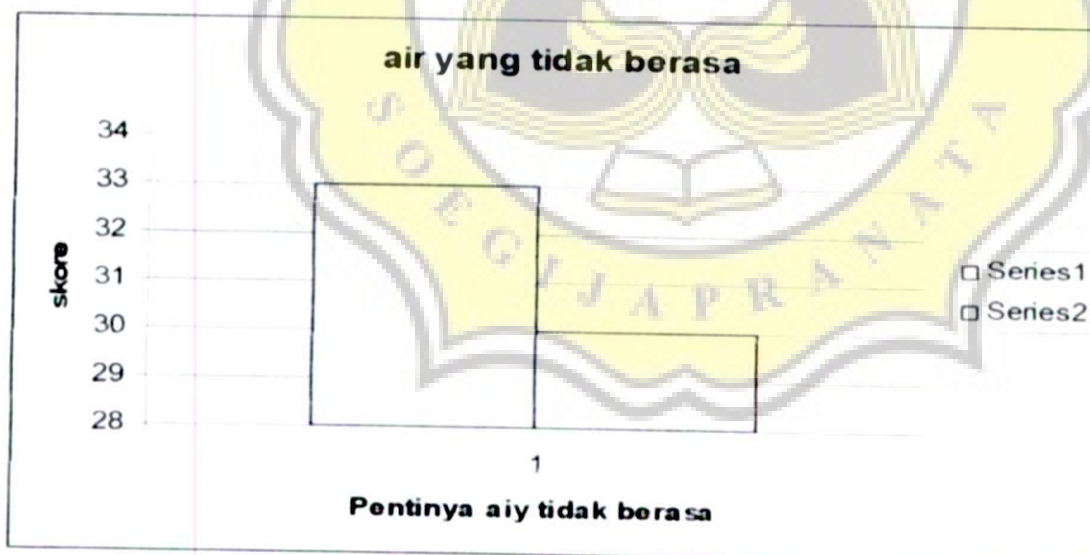 air yang tidak berasa
34
33
32
31
30
29
28
skore
1
Pentinya aiy tidak berasa
Series1
Series2
SOEGIJAPRANATA